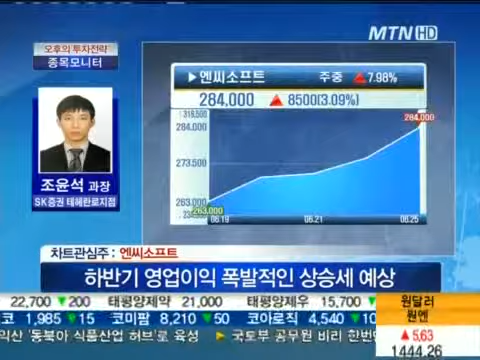 오후의 투자전략
종목모니터
MTN HD
▶엔씨소프트 주중 ▲7.98%
284,000 ▲ 8500(3.09%)
318,500
284,000
273,500
263,000
284,000
263,000
06.19 06.21 06.25
조윤석 과장
SK증권 테헤란로지점
차트관심주 : 엔씨소프트
하반기 영업이익 폭발적인 상승세 예상
22,700 ▼200 태평양제약 21,000 태평양우 15,700
코 1,985 ▼15 코미팜 8,210 ▼50 코아로직 4,540 ▼10
익산 '동북아 식품산업 허브'로 육성 ▶국토부 공무원 비리 한번만
원달러
원엔
▲5.63
1444.26